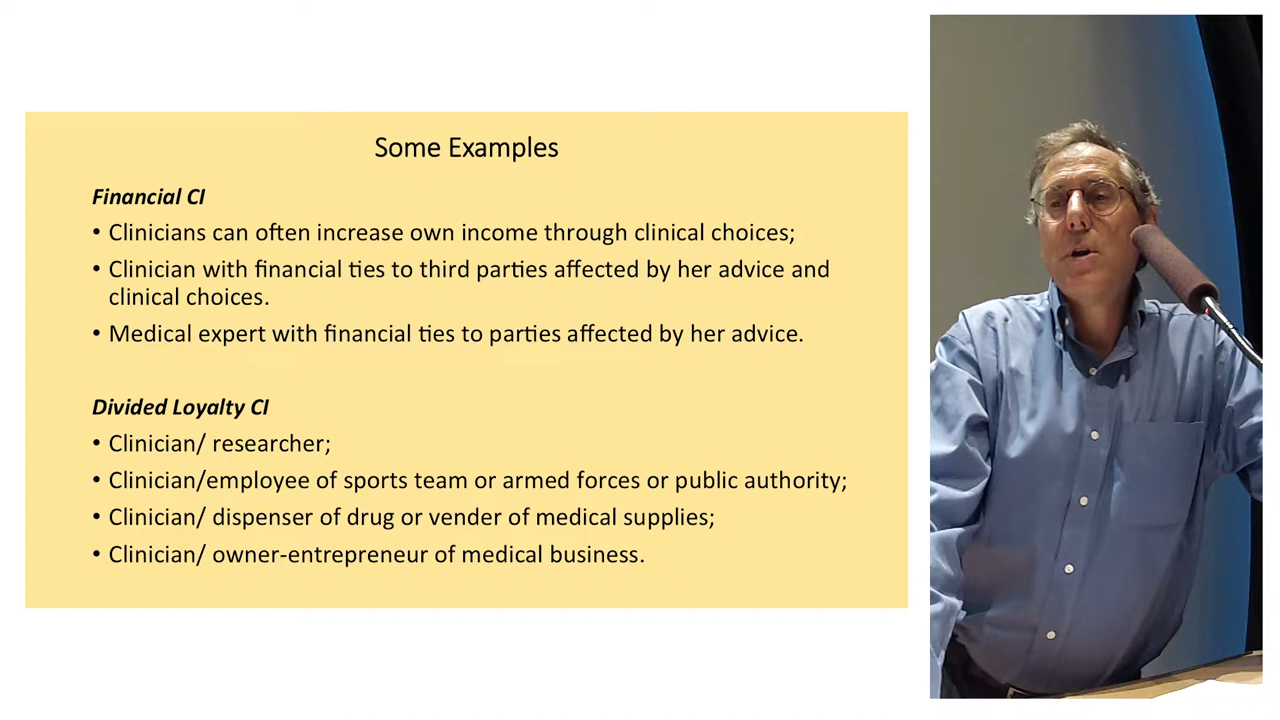 Some Examples
Financial CI
• Clinicians can often increase own income through clinical choices;
• Clinician with financial ties to third parties affected by her advice and
clinical choices.
• Medical expert with financial ties to parties affected by her advice.
Divided Loyalty CI
• Clinician/ researcher;
• Clinician/employee of sports team or armed forces or public authority;
• Clinician/ dispenser of drug or vender of medical supplies;
• Clinician/ owner-entrepreneur of medical business.